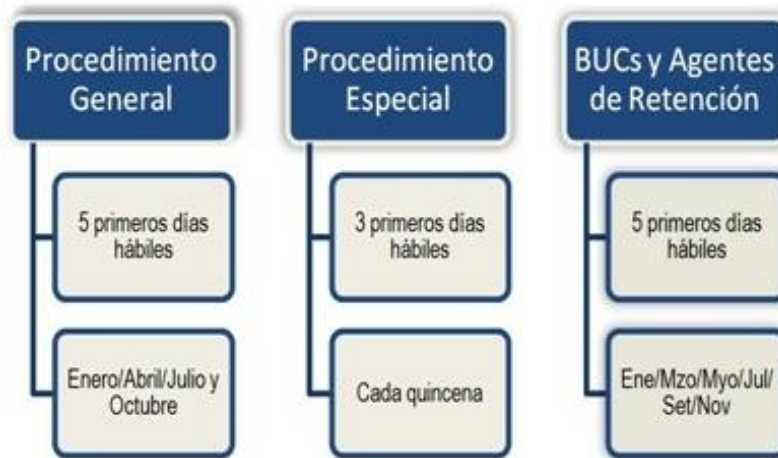 Procedimiento
General
5 primeros días
hábiles
Enero/Abril/Julio y
Octubre
Procedimiento
Especial
3 primeros días
hábiles
Cada quincena
BUCs y Agentes
de Retención
5 primeros días
hábiles
Ene/Mzo/Myo/Jul/
Set/Nov